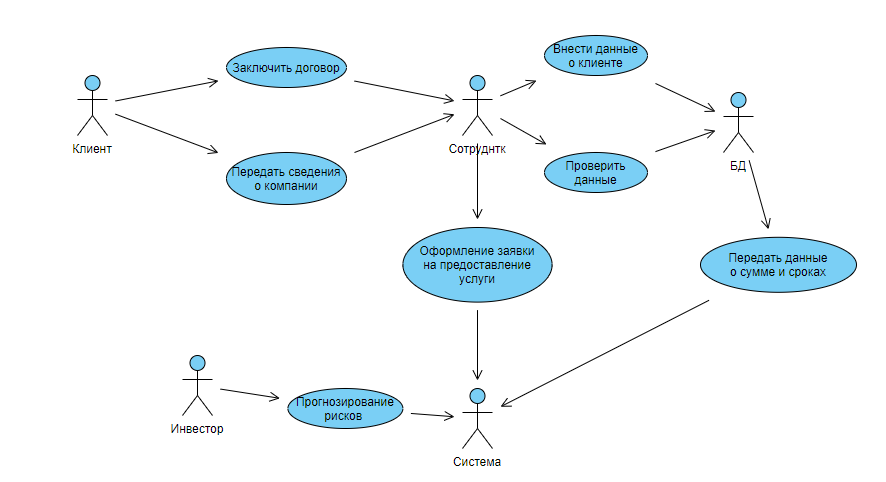 Заключить договор
Внести данные
о клиенте
Клиент
Сотруднтк
Передать сведения
о компании
Проверить
данные
БД
Оформление заявки
на предоставление
услуги
Передать данные
о сумме и сроках
Прогнозирование
рисков
Инвестор
Система